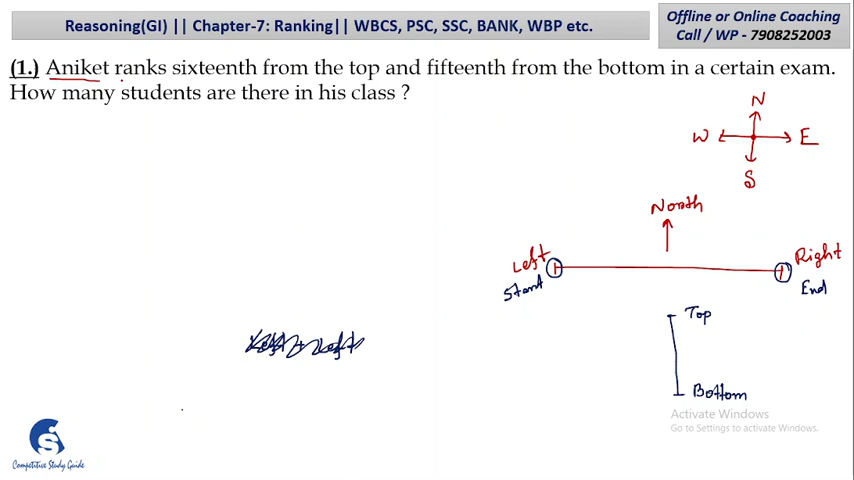 Reasoning(GI) || Chapter-7: Ranking|| WBCS, PSC, SSC, BANK, WBP etc.
Offline or Online Coaching
Call / WP - 7908252003
(1.) Aniket ranks sixteenth from the top and fifteenth from the bottom in a certain exam.
How many students are there in his class ?
N
W E
S
North
Left Right
Start End
Top
Bottom
Activate Windows
Go to Settings to activate Windows.
S
Competitive Study Guide